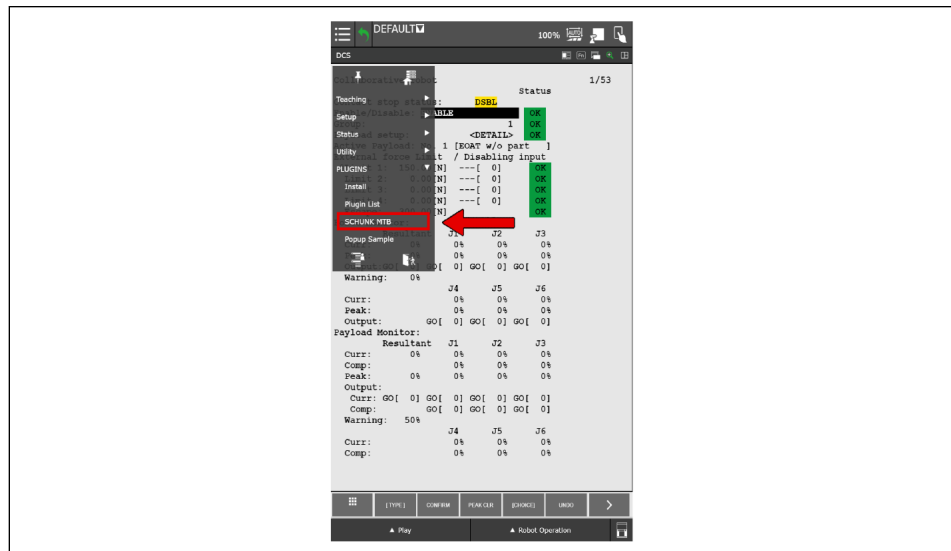 DEFAULT
100% AUTO
DCS
Fn
1/53
Status
Teaching
DSBL
Setup
OK
1 OK
Status
<DETAIL> OK
1 [EOAT w/o part ]
Utility
/ Disabling input
PLUGINS
[N] ---[ 0] OK
[N] ---[ 0] OK
Install
[N] ---[ 0] OK
Plugin List
[N] OK
SCHUNK MTB
J1 J2 J3
Popup Sample
0% 0% 0%
0% 0% 0%
0] GO[ 0] GO[ 0]
Warning: 0%
J4 J5 J6
Curr: 0% 0% 0%
Peak: 0% 0% 0%
Output: GO[ 0] GO[ 0] GO[ 0]
Payload Monitor:
Resultant J1 J2 J3
Curr: 0% 0% 0% 0%
Comp: 0% 0% 0%
Peak: 0% 0% 0% 0%
Output:
Curr: GO[ 0] GO[ 0] GO[ 0] GO[ 0]
Comp: GO[ 0] GO[ 0] GO[ 0]
Warning: 50%
J4 J5 J6
Curr: 0% 0% 0%
Comp: 0% 0% 0%
[TYPE] CONFIRM PEAK CLR [CHOICE] UNDO >
▲ Play ▲ Robot Operation